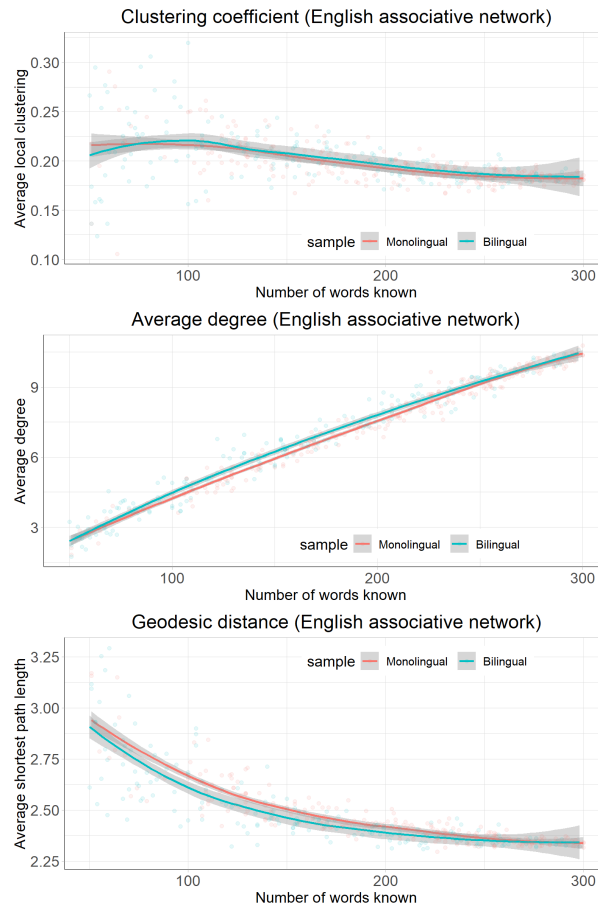 Clustering coefficient (English associative network)
0.30
0.25
0.20
0.15
0.10
Average local clustering
sample Monolingual Bilingual
100 200 300
Number of words known
Average degree (English associative network)
9
6
3
Average degree
sample Monolingual Bilingual
100 200 300
Number of words known
Geodesic distance (English associative network)
3.25
3.00
2.75
2.50
2.25
Average shortest path length
sample Monolingual Bilingual
100 200 300
Number of words known